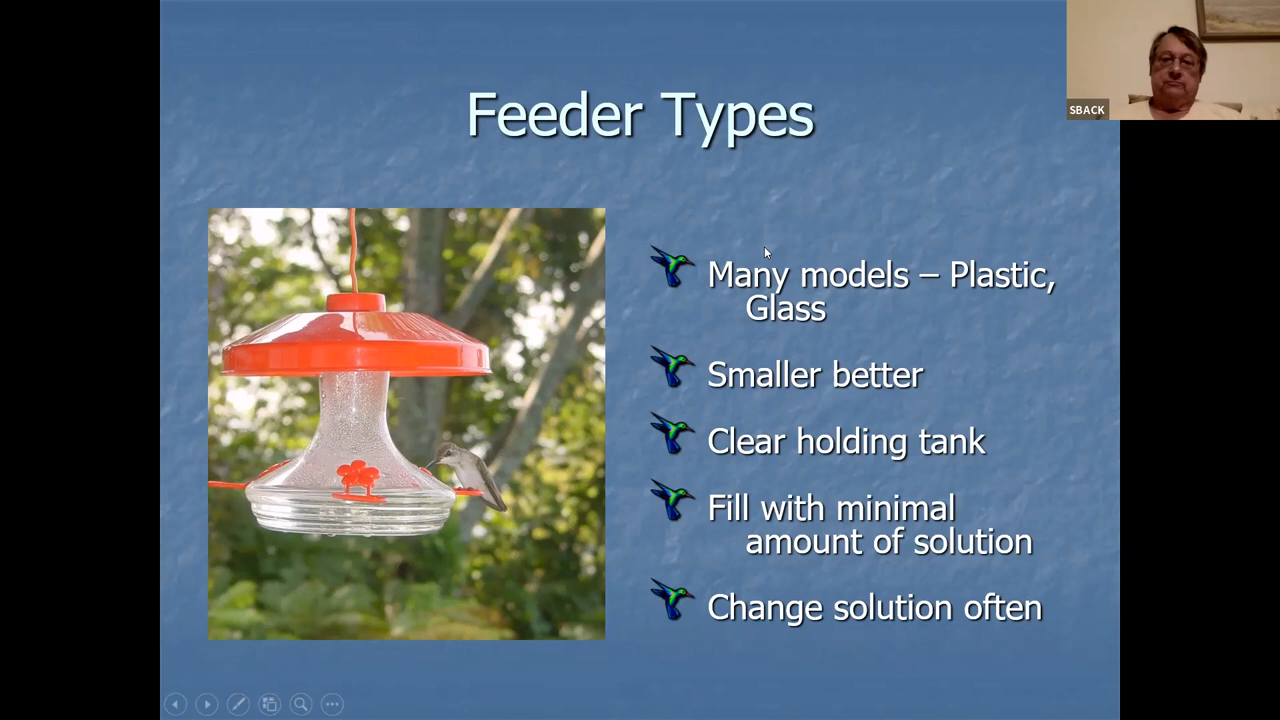 Feeder Types
SBACK
Many models – Plastic,
Glass
Smaller better
Clear holding tank
Fill with minimal
amount of solution
Change solution often